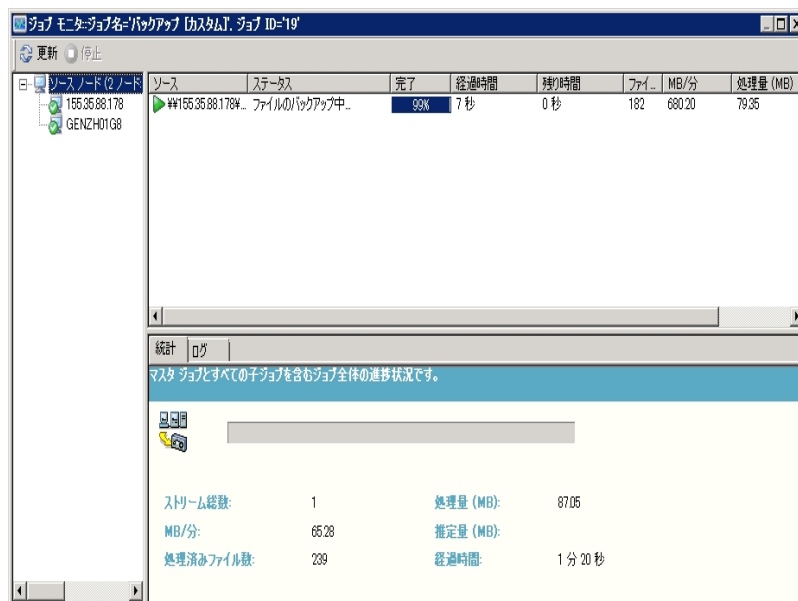 ジョブ モニタ::ジョブ名='バックアップ [カスタム]'. ジョブ ID='19'
更新 停止
ソース ノード (2 ノード:
155.35.88.178
GENZH01G8
ソース ステータス 完了 経過時間 残り時間 ファイ... MB/分 処理量 (MB)
¥¥155.35.88.178¥... ファイルのバックアップ中... 99% 7 秒 0 秒 182 680.20 79.35
統計 ログ
マスタ ジョブとすべての子ジョブを含むジョブ全体の進捗状況です。
ストリーム総数: 1 処理量 (MB): 87.05
MB/分: 65.28 推定量 (MB):
処理済みファイル数: 239 経過時間: 1 分 20 秒